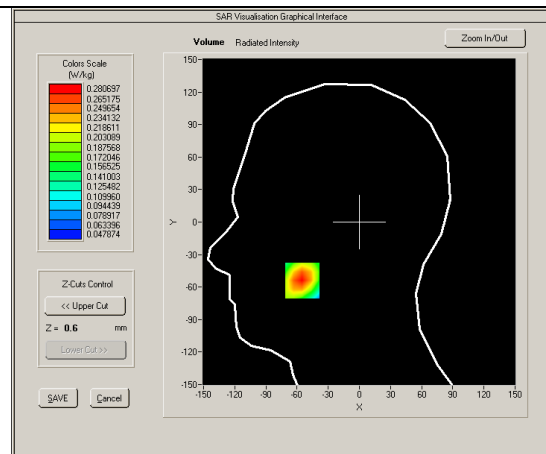 SAR Visualisation Graphical Interface
Volume Radiated Intensity
Zoom In/Out
Colors Scale
(W/kg)
0.280697
0.265175
0.249654
0.234132
0.218611
0.203089
0.187568
0.172046
0.156525
0.141003
0.125482
0.109960
0.094439
0.078917
0.063396
0.047874
Z-Cuts Control
<< Upper Cut
Z = 0.6 mm
Lower Cut >>
SAVE
Cancel
150
120
90
60
30
0
-30
-60
-90
-120
-150
Y
-150 -120 -90 -60 -30 0 30 60 90 120 150
X